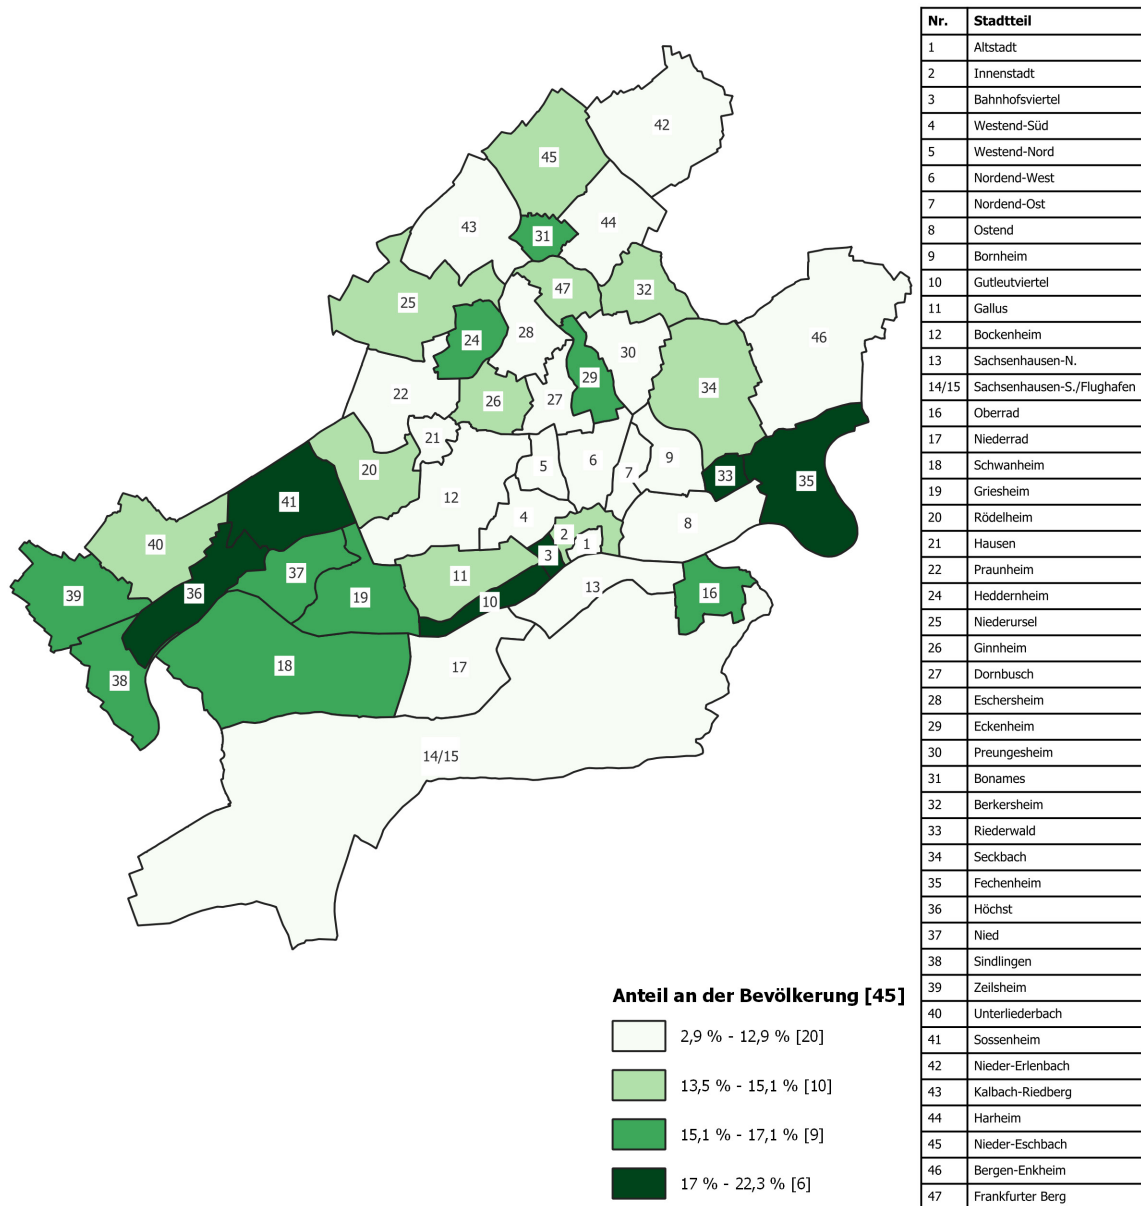 42
45
43
44
31
25
47
32
46
24
28
30
29
34
22
26
27
21
20
9
6
5
7
33
35
41
12
4
8
2
40
3
1
37
11
13
39
36
19
10
16
18
17
38
14/15
Anteil an der Bevölkerung [45]
2,9 % - 12,9 % [20]
13,5 % - 15,1 % [10]
15,1 % - 17,1 % [9]
17 % - 22,3 % [6]
Nr. Stadtteil
1 Altstadt
2 Innenstadt
3 Bahnhofsviertel
4 Westend-Süd
5 Westend-Nord
6 Nordend-West
7 Nordend-Ost
8 Ostend
9 Bornheim
10 Gutleutviertel
11 Gallus
12 Bockenheim
13 Sachsenhausen-N.
14/15 Sachsenhausen-S./Flughafen
16 Oberrad
17 Niederrad
18 Schwanheim
19 Griesheim
20 Rödelheim
21 Hausen
22 Praunheim
24 Heddernheim
25 Niederursel
26 Ginnheim
27 Dornbusch
28 Eschersheim
29 Eckenheim
30 Preungesheim
31 Bonames
32 Berkersheim
33 Riederwald
34 Seckbach
35 Fechenheim
36 Höchst
37 Nied
38 Sindlingen
39 Zeilsheim
40 Unterliederbach
41 Sossenheim
42 Nieder-Erlenbach
43 Kalbach-Riedberg
44 Harheim
45 Nieder-Eschbach
46 Bergen-Enkheim
47 Frankfurter Berg